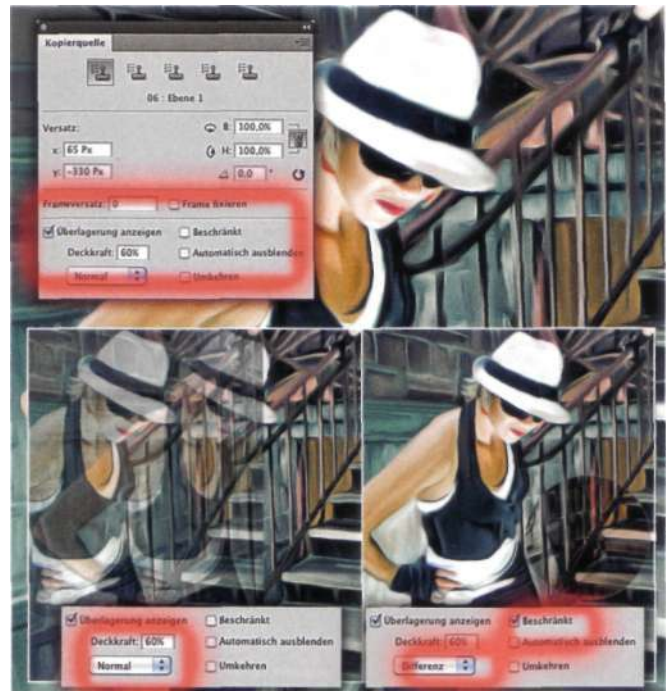 Kopierquelle
06 : Ebene 1
Versatz:
B: 100,0%
x: 65 Px
H: 100,0%
y: -330 Px
0,0 °
Frameversatz: 0 Frame fixieren
Überlagerung anzeigen Beschränkt
Deckkraft: 60% Automatisch ausblenden
Normal Umkehren
Überlagerung anzeigen Beschränkt
Deckkraft: 60% Automatisch ausblenden
Normal Umkehren
Überlagerung anzeigen Beschränkt
Deckkraft: 60% Automatisch ausblenden
Differenz Umkehren